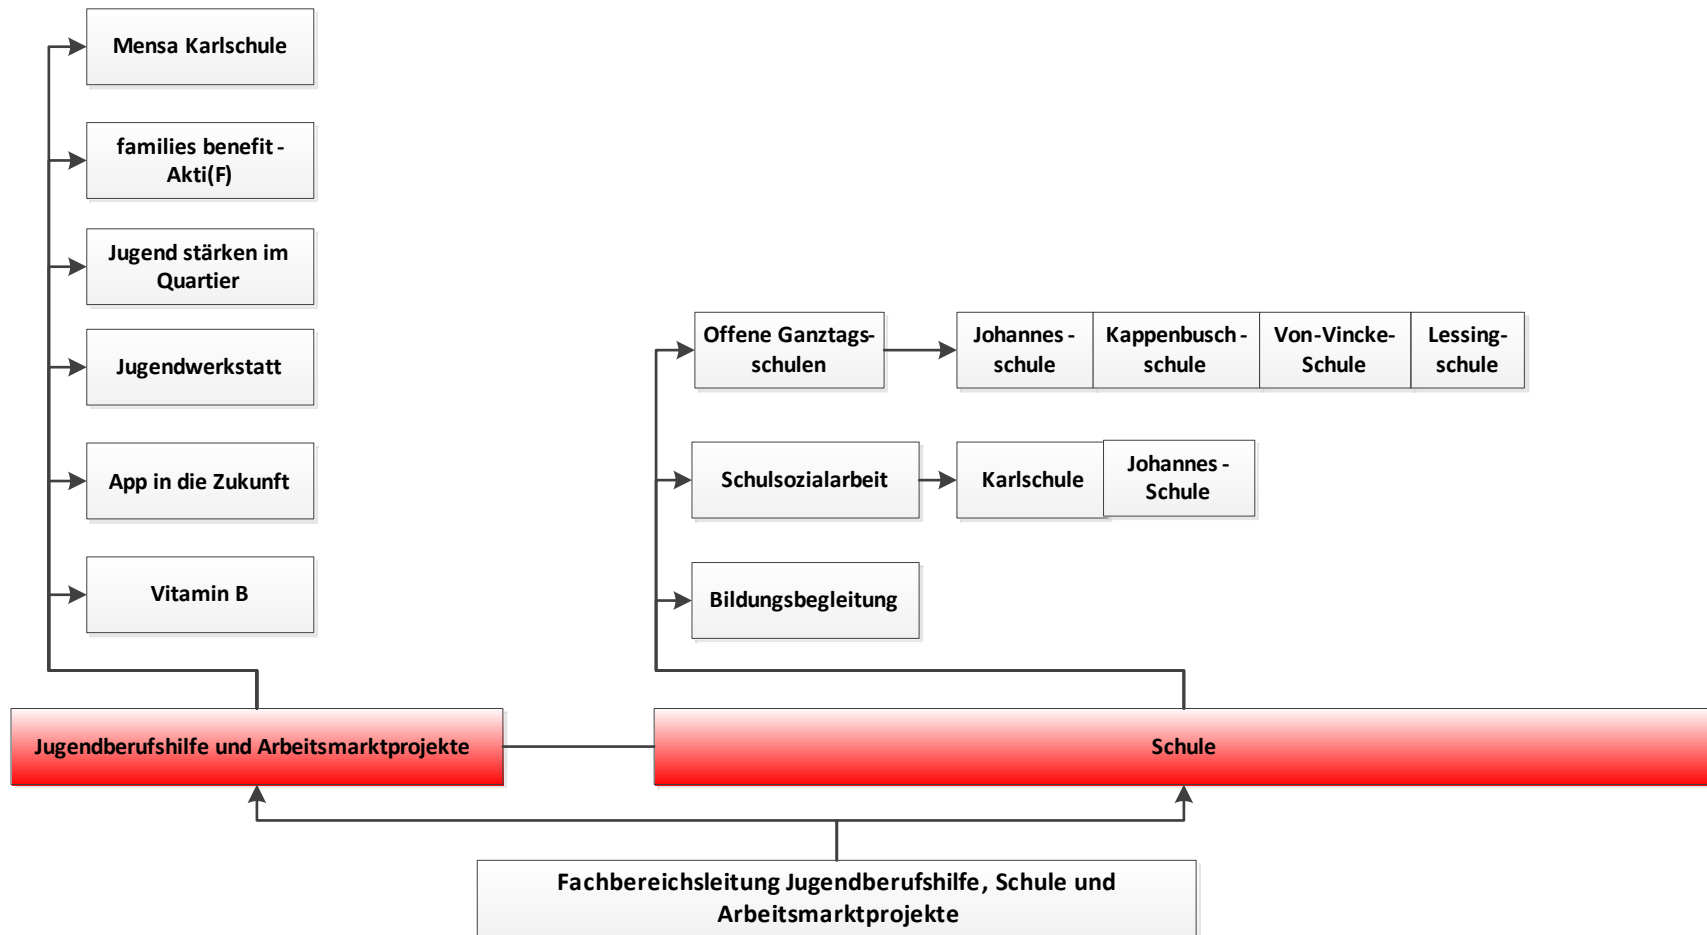 Mensa Karlschule
families benefit -
Akti(F)
Jugend stärken im
Quartier
Jugendwerkstatt
App in die Zukunft
Vitamin B
Offene Ganztags-
schulen
Johannes -
schule
Kappenbusch -
schule
Von-Vincke-
Schule
Lessing-
schule
Schulsozialarbeit
Karlschule
Johannes -
Schule
Bildungsbegleitung
Jugendberufshilfe und Arbeitsmarktprojekte
Schule
Fachbereichsleitung Jugendberufshilfe, Schule und
Arbeitsmarktprojekte